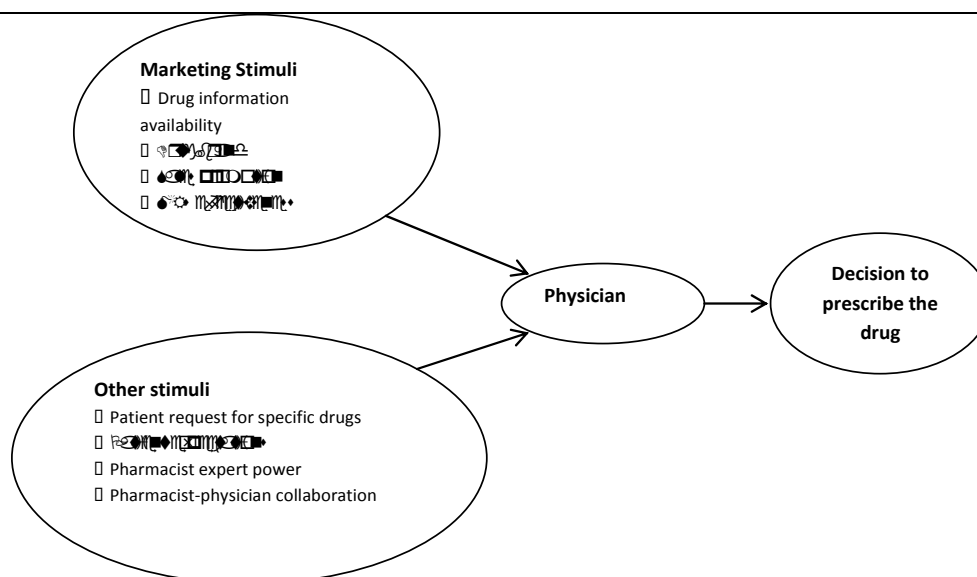 Marketing Stimuli
Drug information
availability
Physician
Decision to
prescribe the
drug
Other stimuli
Patient request for specific drugs
Pharmacist expert power
Pharmacist-physician collaboration